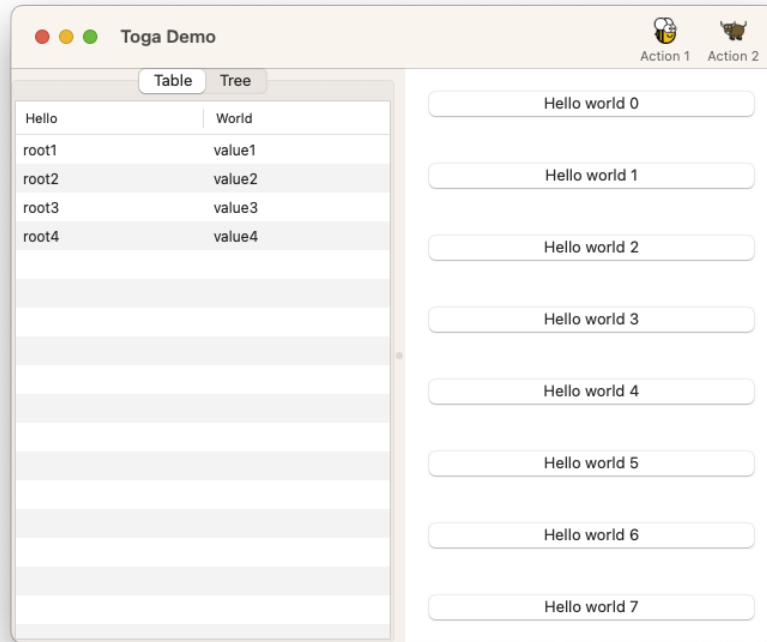 Toga Demo
Action 1 Action 2
Table Tree
Hello World
root1 value1
root2 value2
root3 value3
root4 value4
Hello world 0
Hello world 1
Hello world 2
Hello world 3
Hello world 4
Hello world 5
Hello world 6
Hello world 7